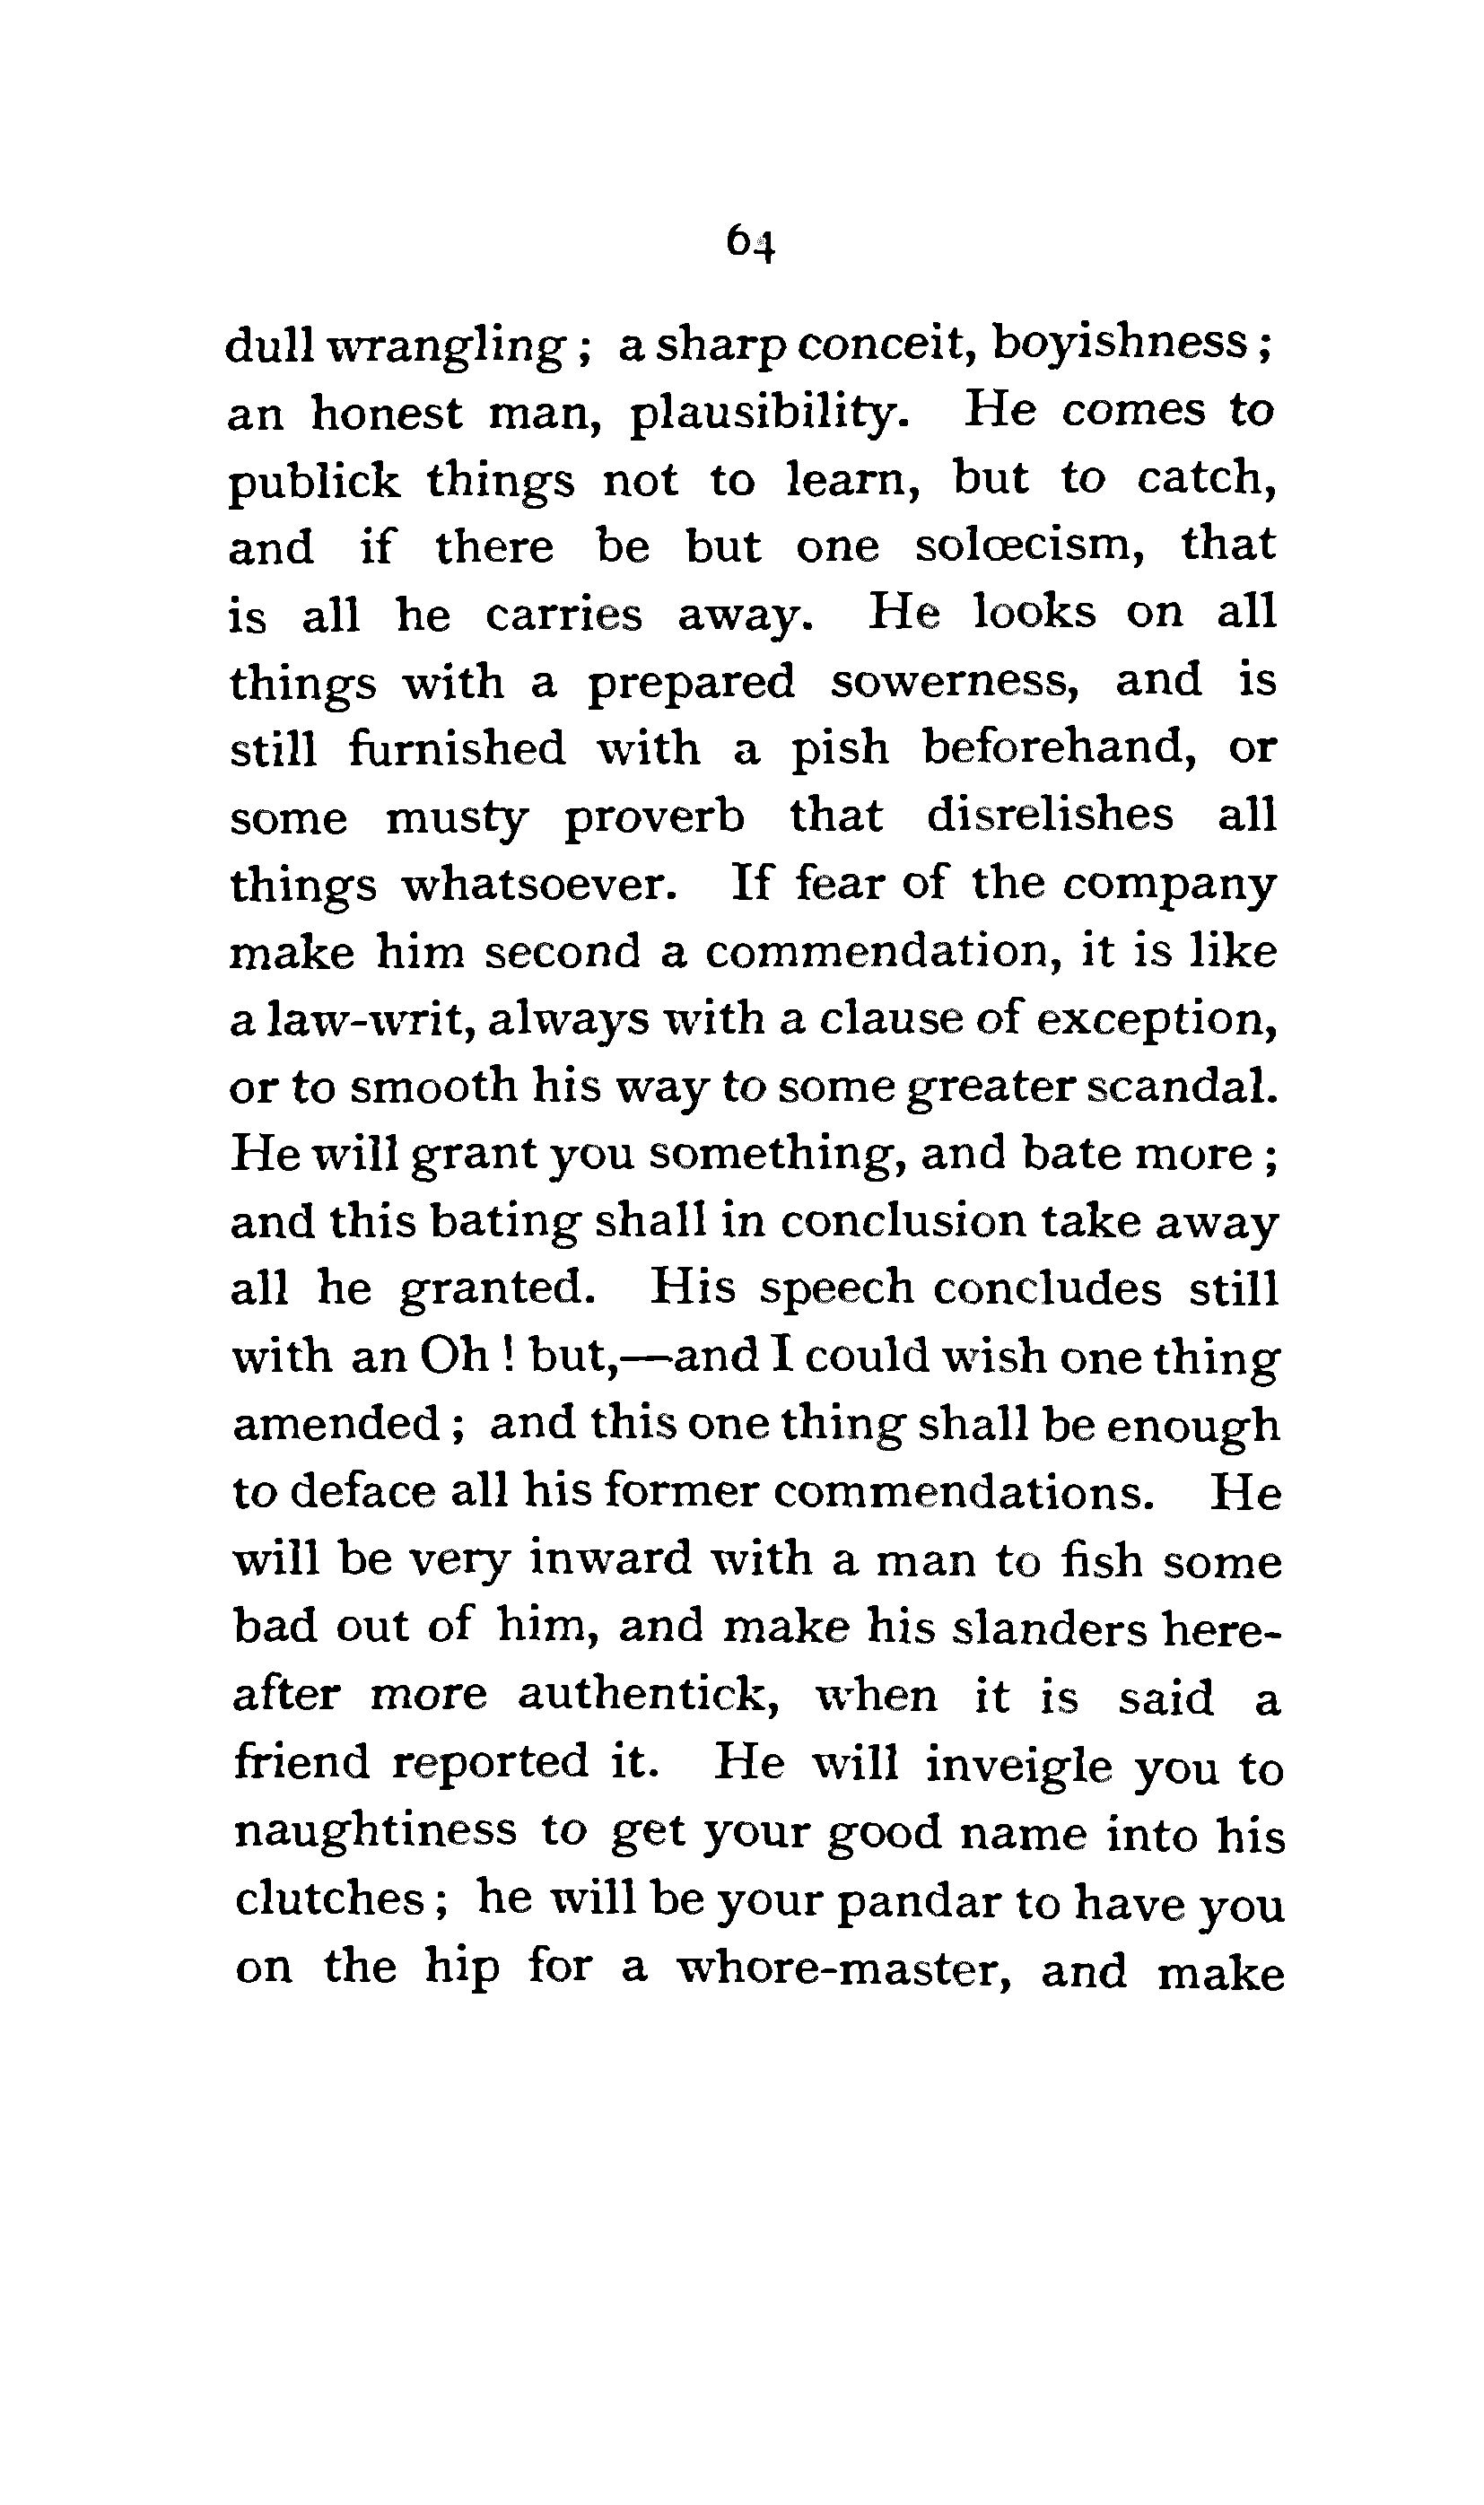 64
dull wrangling ; a sharp conceit, boyishness ;
an honest man, plausibility. He comes to
publick things not to learn, but to catch,
and if there be but one solœcism, that
is all he carries away. He looks on all
things with a prepared sowerness, and is
still furnished with a pish beforehand, or
some musty proverb that disrelishes all
things whatsoever. If fear of the company
make him second a commendation, it is like
a law-writ, always with a clause of exception,
or to smooth his way to some greater scandal.
He will grant you something, and bate more ;
and this bating shall in conclusion take away
all he granted. His speech concludes still
with an Oh ! but,—and I could wish one thing
amended ; and this one thing shall be enough
to deface all his former commendations. He
will be very inward with a man to fish some
bad out of him, and make his slanders here-
after more authentick, when it is said a
friend reported it. He will inveigle you to
naughtiness to get your good name into his
clutches ; he will be your pandar to have you
on the hip for a whore-master, and make